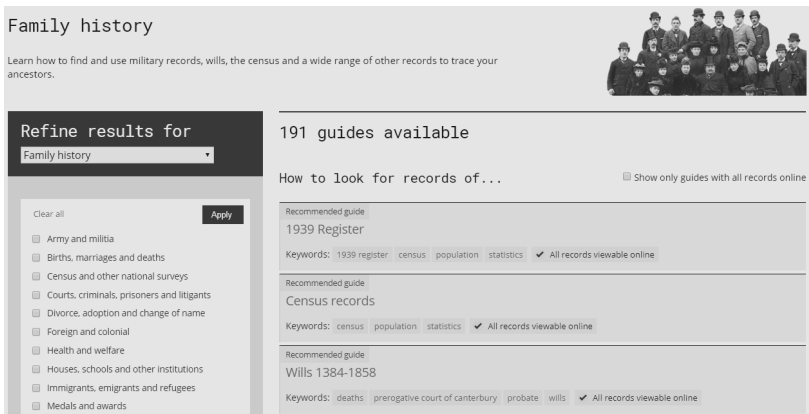 Family history
Learn how to find and use military records, wills, the census and a wide range of other records to trace your
ancestors.
Refine results for
Family history
Clear all
Apply
Army and militia
Births, marriages and deaths
Census and other national surveys
Courts, criminals, prisoners and litigants
Divorce, adoption and change of name
Foreign and colonial
Health and welfare
Houses, schools and other institutions
Immigrants, emigrants and refugees
Medals and awards
191 guides available
How to look for records of...
Show only guides with all records online
Recommended guide
1939 Register
Keywords: 1939 register census population statistics ✔ All records viewable online
Recommended guide
Census records
Keywords: census population statistics ✔ All records viewable online
Recommended guide
Wills 1384-1858
Keywords: deaths prerogative court of canterbury probate wills ✔ All records viewable online